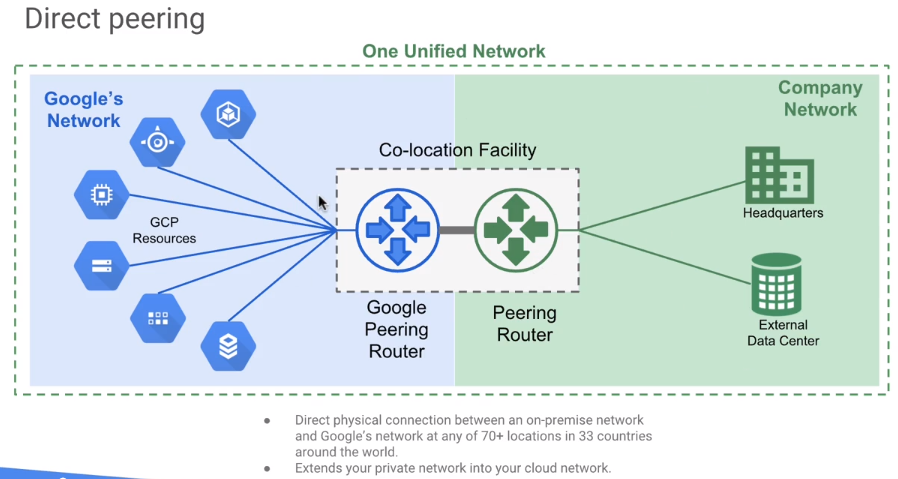 Direct peering
One Unified Network
Google's
Network
Company
Network
Co-location Facility
GCP
Resources
Headquarters
Google
Peering
Router
Peering
Router
External
Data Center
● Direct physical connection between an on-premise network
and Google's network at any of 70+ locations in 33 countries
around the world.
● Extends your private network into your cloud network.